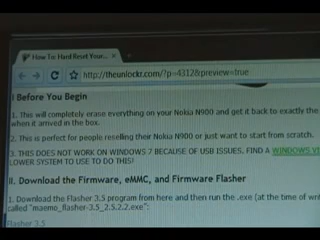 How To: Hard Reset Your...
http://theunlockr.com/?p=4312&preview=true
I Before You Begin
1. This will completely erase everything on your Nokia N900 and get it back to exactly the
when it arrived in the box.
2. This is perfect for people reselling their Nokia N900 or just want to start from scratch.
3. THIS DOES NOT WORK ON WINDOWS 7 BECAUSE OF USB ISSUES. FIND A WINDOWS VI
LOWER SYSTEM TO USE TO DO THIS!
II. Download the Firmware, eMMC, and Firmware Flasher
1. Download the Flasher 3.5 program from here and then run the .exe (at the time of writ
called "maemo_flasher-3.5_2.5.2.2.exe":
Flasher 3.5